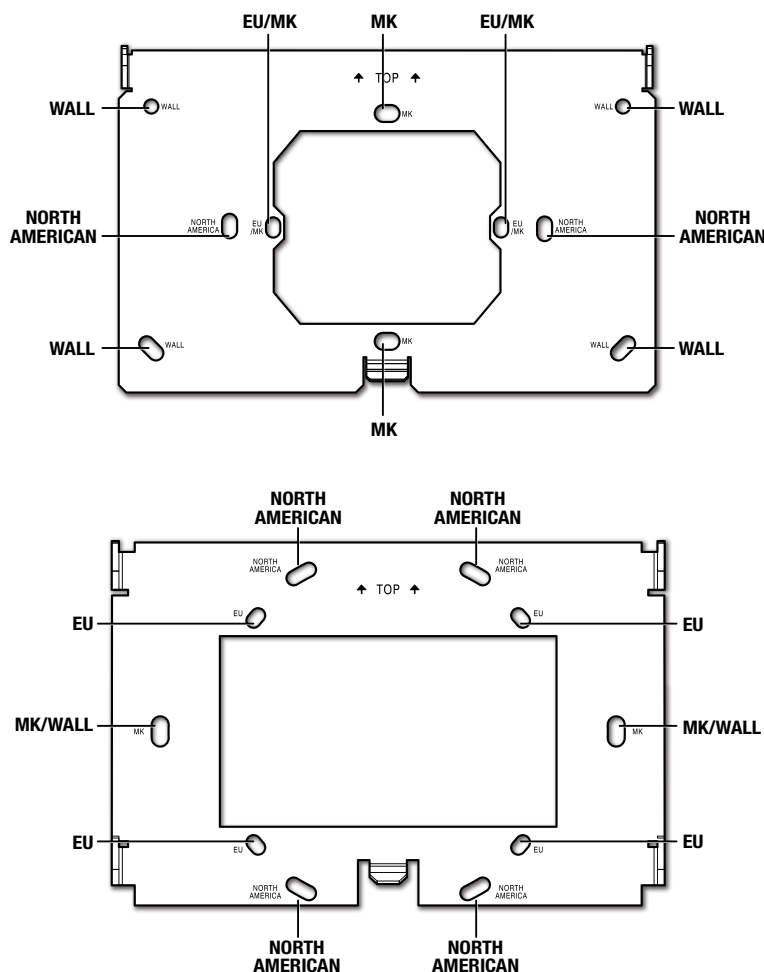 EU/MK MK EU/MK
↑ TOP ↑
WALL WALL MK WALL WALL
NORTH
AMERICAN
NORTH
AMERICA
EU
/MK
EU
/MK
NORTH
AMERICA
NORTH
AMERICAN
WALL WALL MK WALL WALL
MK
NORTH
AMERICAN
NORTH
AMERICAN
NORTH
AMERICA
NORTH
AMERICA
↑ TOP ↑
EU EU EU EU
MK/WALL MK MK MK/WALL
EU EU EU EU
NORTH
AMERICA
NORTH
AMERICA
NORTH
AMERICAN
NORTH
AMERICAN